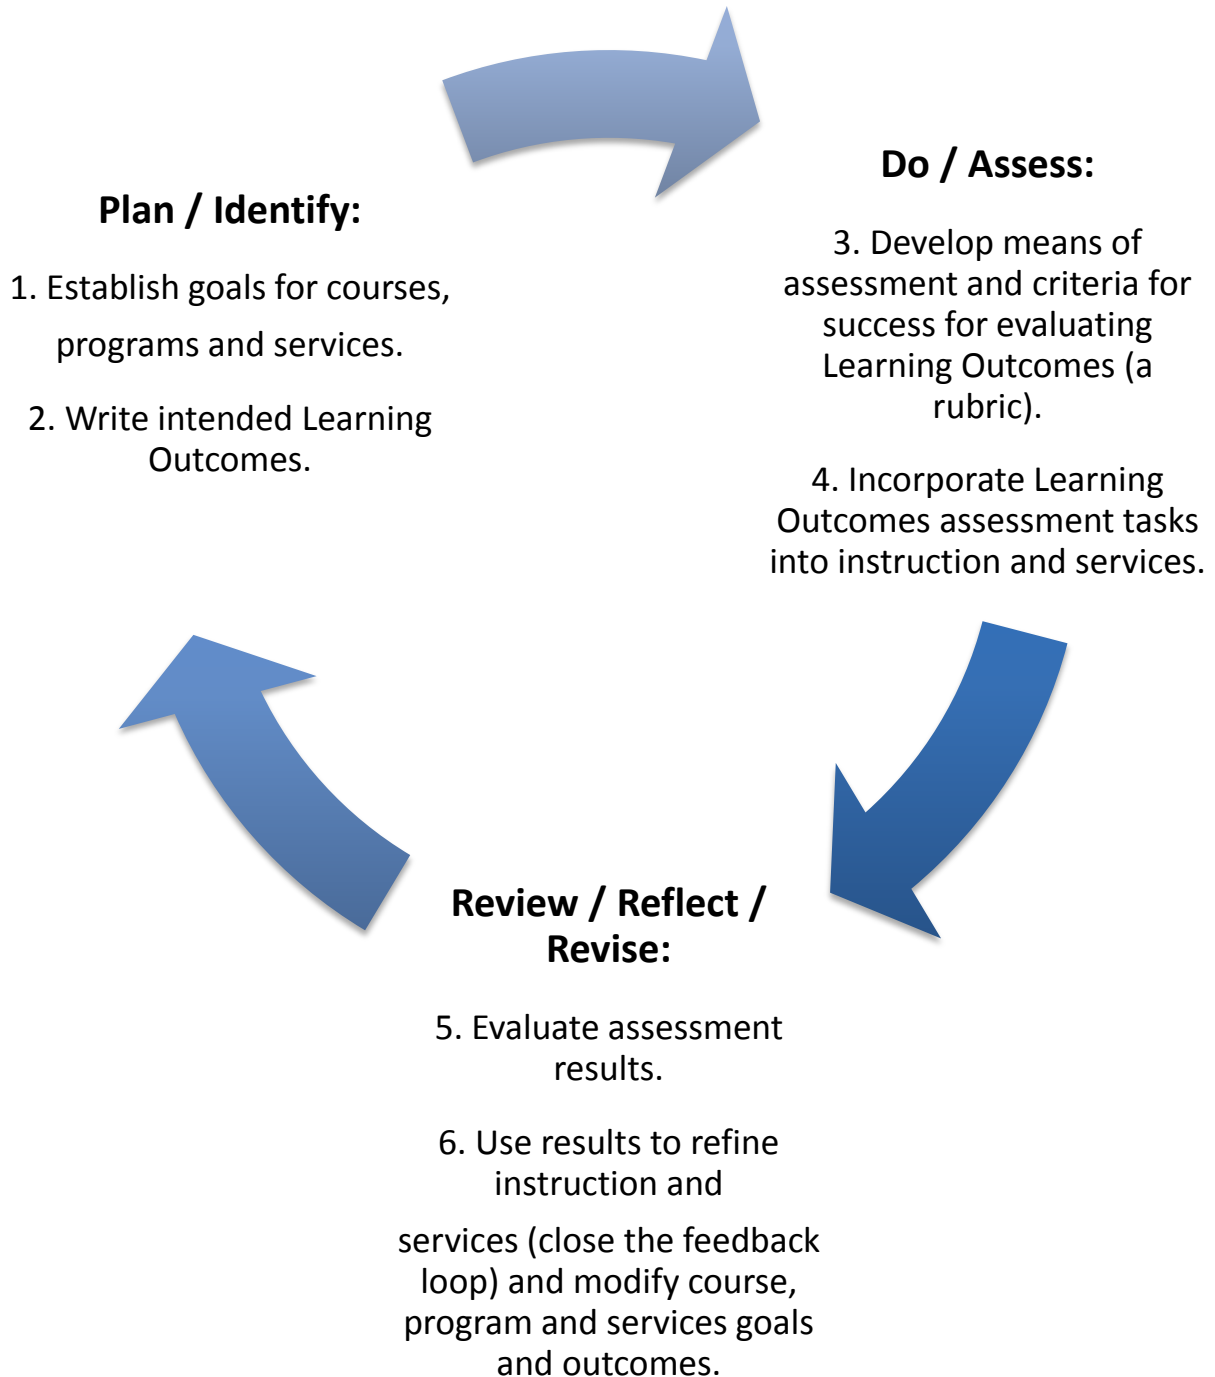 Plan / Identify:
1. Establish goals for courses,
programs and services.
2. Write intended Learning
Outcomes.
Do / Assess:
3. Develop means of
assessment and criteria for
success for evaluating
Learning Outcomes (a
rubric).
4. Incorporate Learning
Outcomes assessment tasks
into instruction and services.
Review / Reflect /
Revise:
5. Evaluate assessment
results.
6. Use results to refine
instruction and
services (close the feedback
loop) and modify course,
program and services goals
and outcomes.